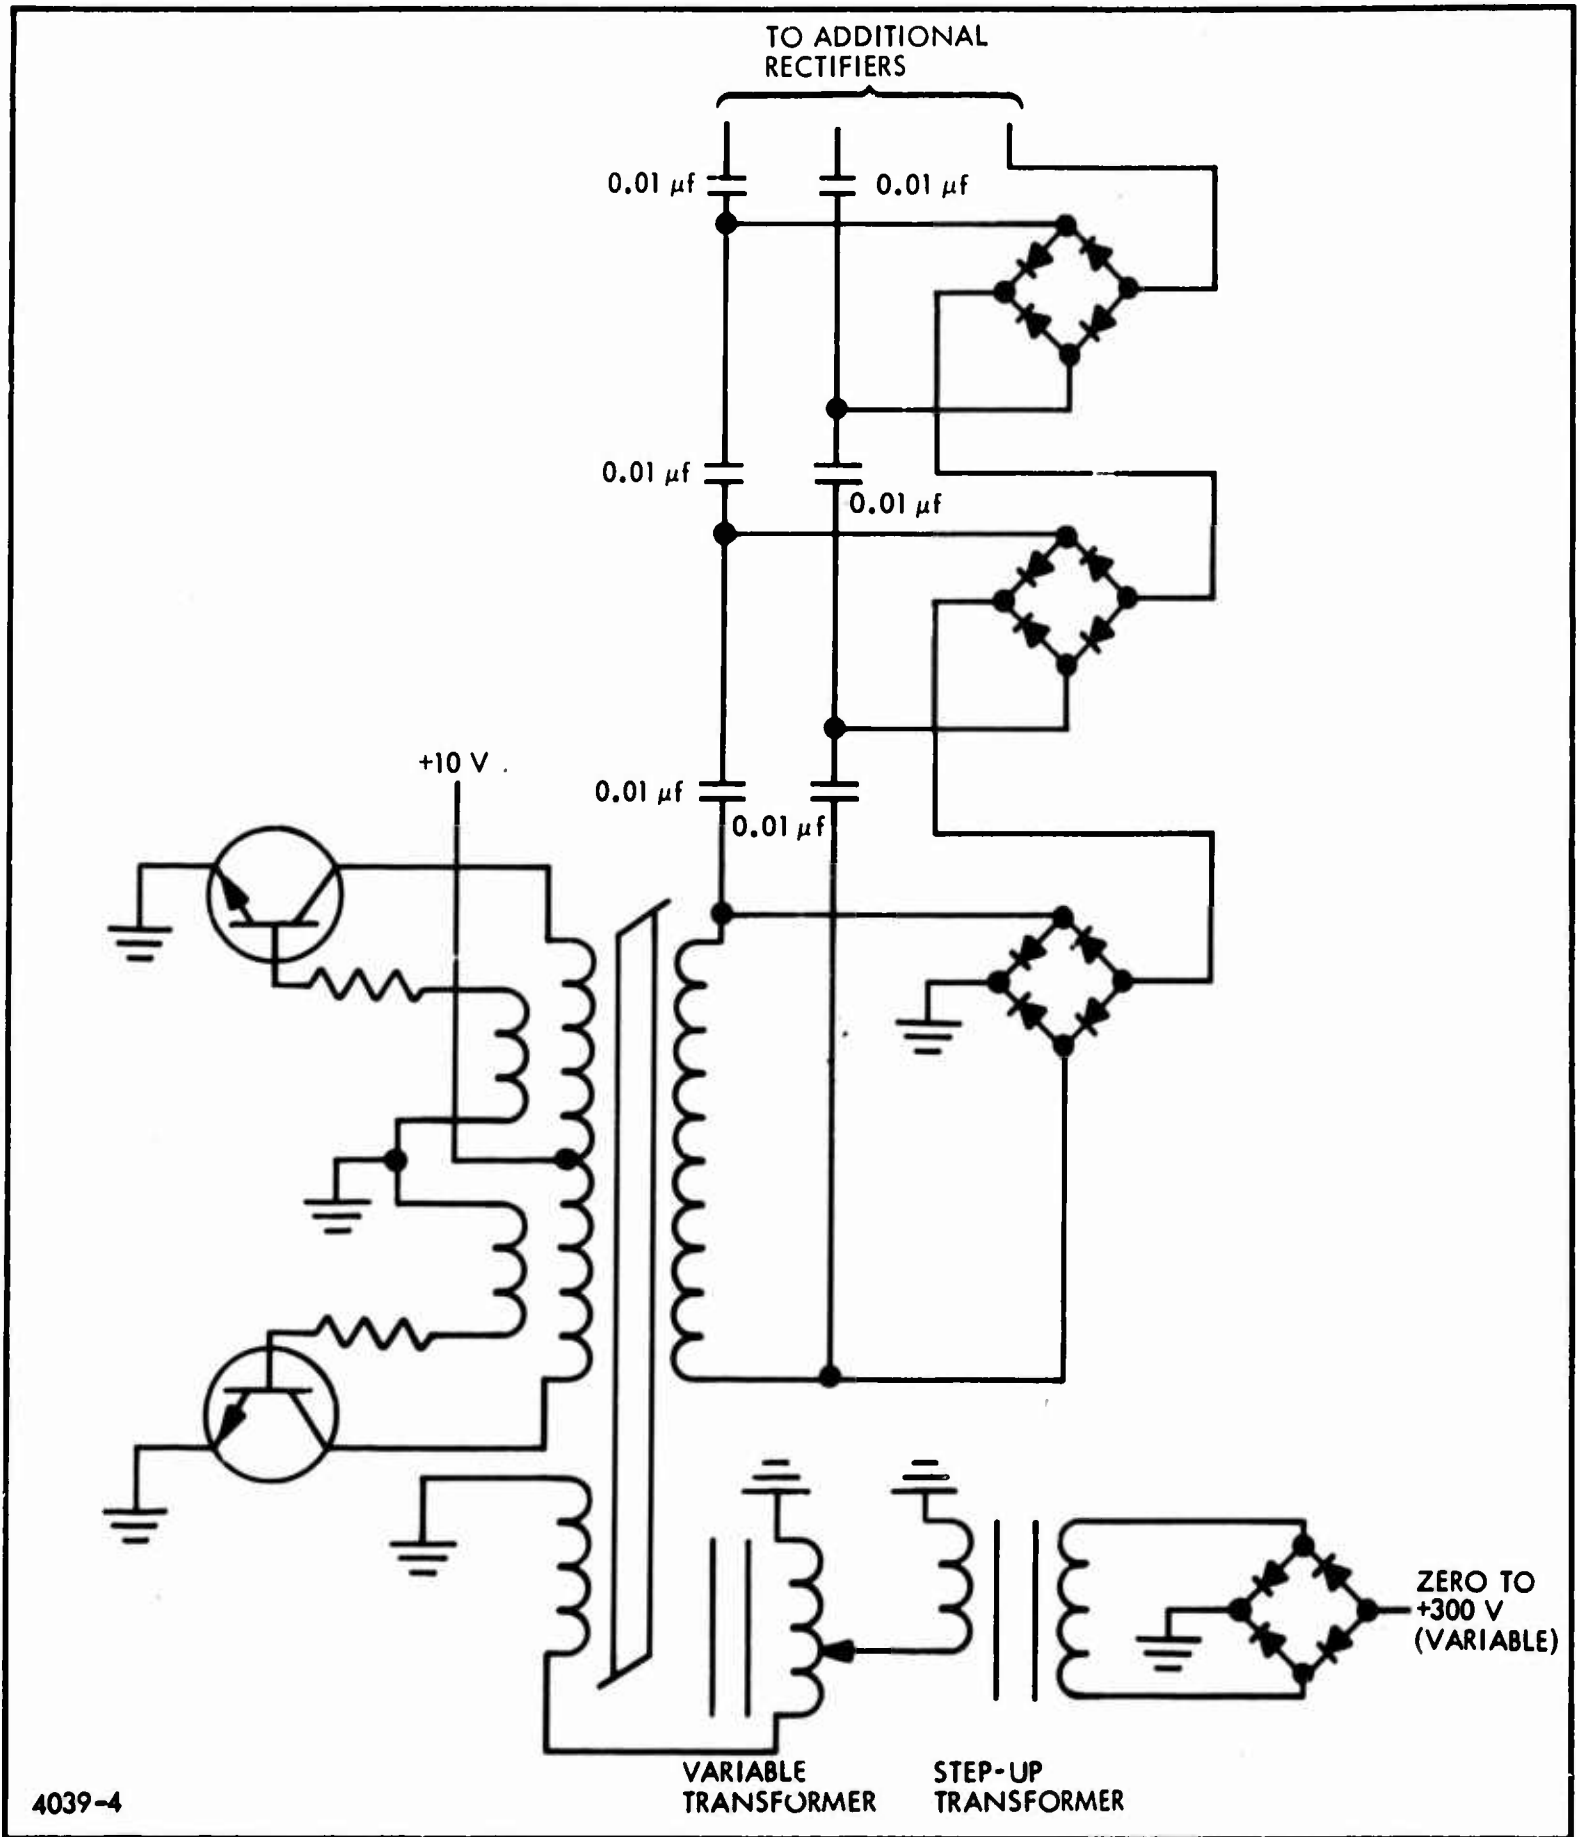 TO ADDITIONAL
RECTIFIERS
0.01 µf
0.01 µf
0.01 µf
0.01 µf
+10 V
0.01 µf
0.01 µf
ZERO TO
+300 V
(VARIABLE)
VARIABLE
TRANSFORMER
STEP-UP
TRANSFORMER
4039-4